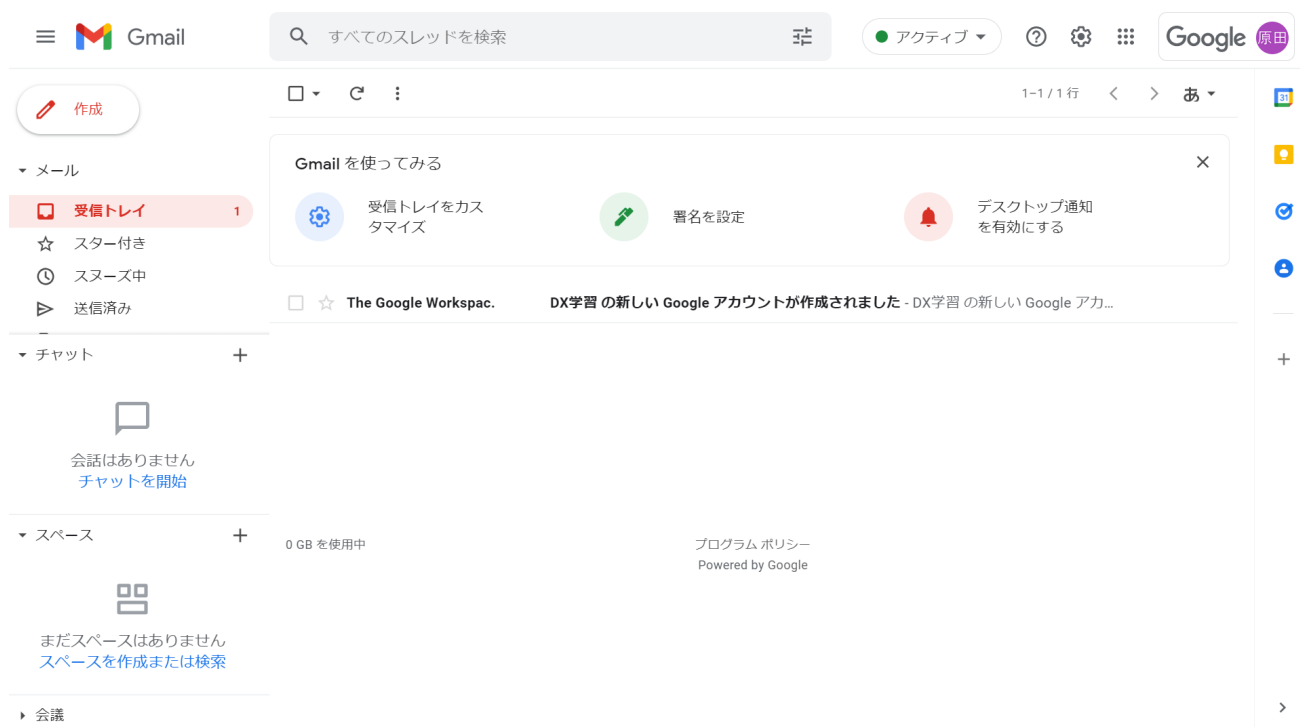 Gmail
すべてのスレッドを検索
アクティブ
Google
原田
作成
1–1 / 1 行
あ
31
メール
受信トレイ 1
スター付き
スヌーズ中
送信済み
チャット
会話はありません
チャットを開始
スペース
まだスペースはありません
スペースを作成または検索
会議
Gmail を使ってみる
受信トレイをカス
タマイズ
署名を設定
デスクトップ通知
を有効にする
The Google Workspac. DX学習 の新しい Google アカウントが作成されました - DX学習 の新しい Google アカ…
0 GB を使用中
プログラム ポリシー
Powered by Google